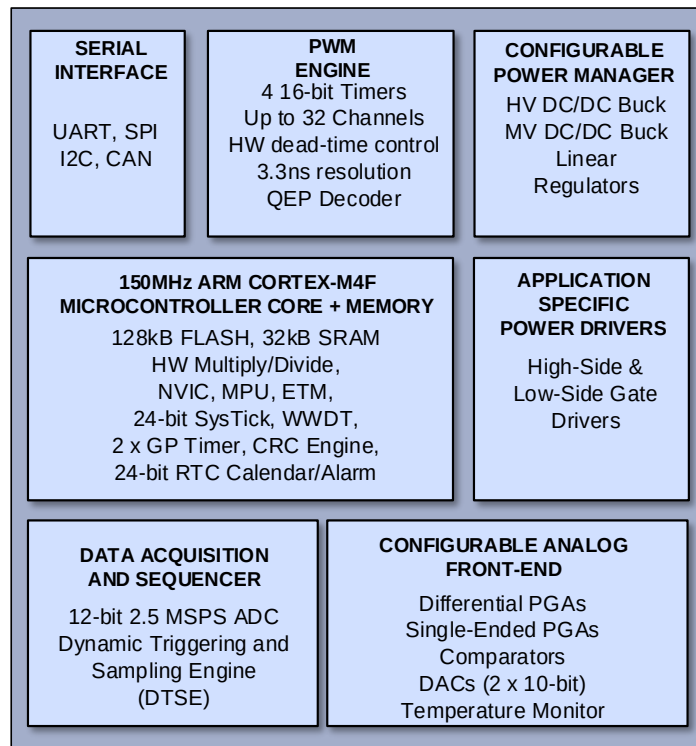 SERIAL
INTERFACE
UART, SPI
I2C, CAN
PWM
ENGINE
4 16-bit Timers
Up to 32 Channels
HW dead-time control
3.3ns resolution
QEP Decoder
CONFIGURABLE
POWER MANAGER
HV DC/DC Buck
MV DC/DC Buck
Linear
Regulators
150MHz ARM CORTEX-M4F
MICROCONTROLLER CORE + MEMORY
128kB FLASH, 32kB SRAM
HW Multiply/Divide,
NVIC, MPU, ETM,
24-bit SysTick, WWDT,
2 x GP Timer, CRC Engine,
24-bit RTC Calendar/Alarm
APPLICATION
SPECIFIC
POWER DRIVERS
High-Side &
Low-Side Gate
Drivers
DATA ACQUISITION
AND SEQUENCER
12-bit 2.5 MSPS ADC
Dynamic Triggering and
Sampling Engine
(DTSE)
CONFIGURABLE ANALOG
FRONT-END
Differential PGAs
Single-Ended PGAs
Comparators
DACs (2 x 10-bit)
Temperature Monitor